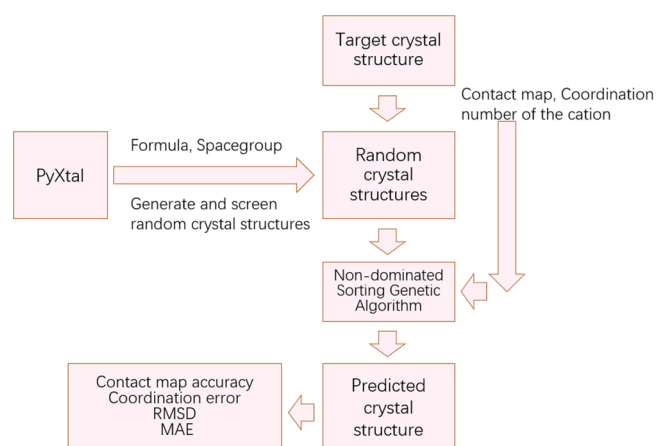 Target crystal
structure
Contact map, Coordination
number of the cation
PyXtal
Formula, Spacegroup
Generate and screen
random crystal structures
Random
crystal
structures
Non-dominated
Sorting Genetic
Algorithm
Predicted
crystal
structure
Contact map accuracy
Coordination error
RMSD
MAE